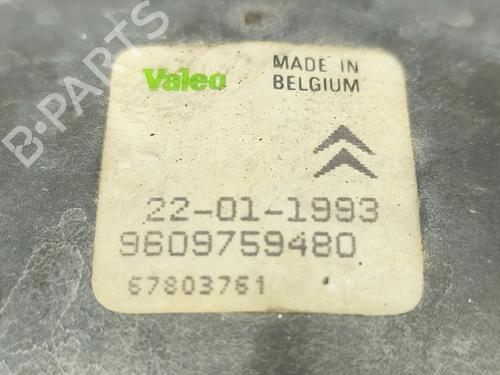 B-PARTS
Valeo
MADE IN
BELGIUM
22-01-1993
9609759480
67803761